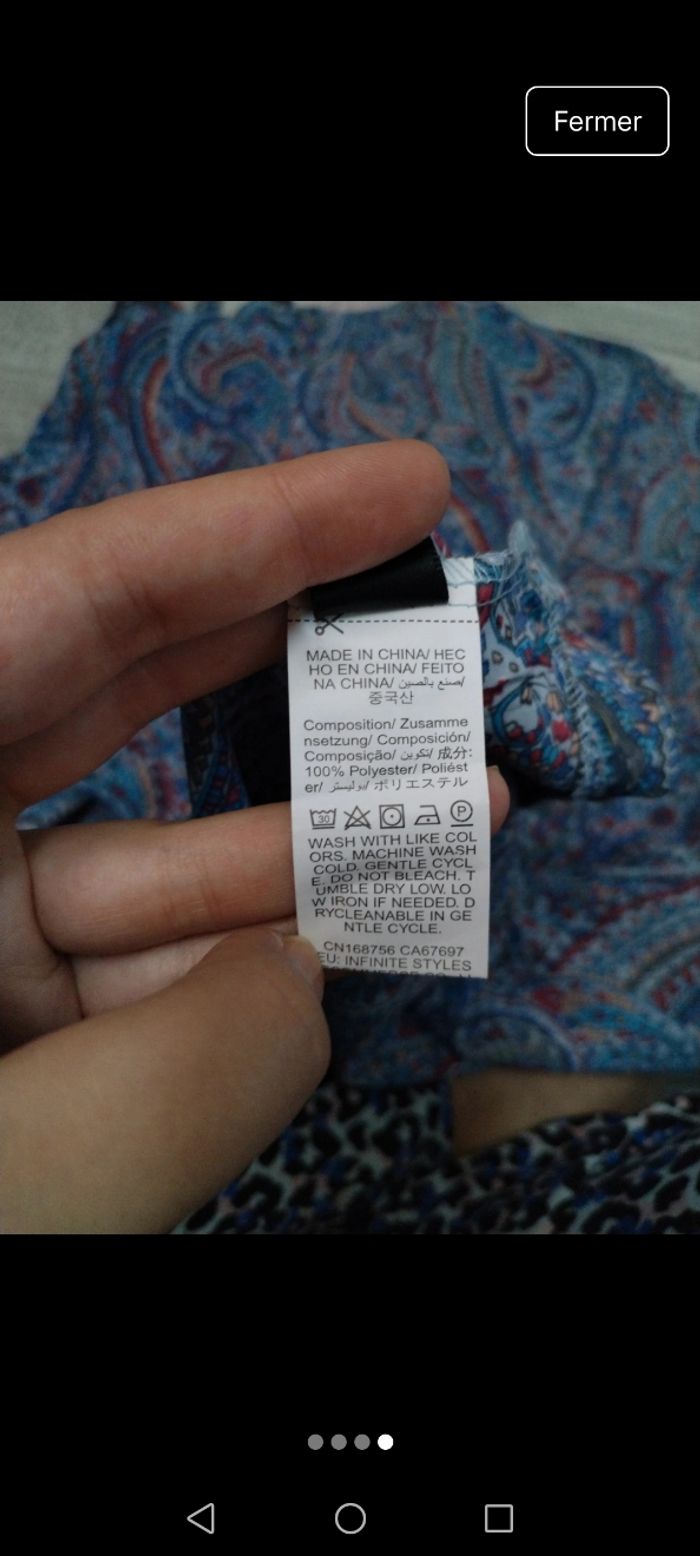 Fermer
MADE IN CHINA/ HEC
HO EN CHINA/ FEITO
NA CHINA/ صنع بالصين/
중국산
Composition/ Zusamme
nsetzung/ Composición/
Composição/ تكوين/ 成分:
100% Polyester/ Poliést
er/ بوليستر/ ポリエステル
30 P
WASH WITH LIKE COL
ORS. MACHINE WASH
COLD. GENTLE CYCL
E. DO NOT BLEACH. T
UMBLE DRY LOW. LO
W IRON IF NEEDED. D
RYCLEANABLE IN GE
NTLE CYCLE.
CN168756 CA67697
EU: INFINITE STYLES